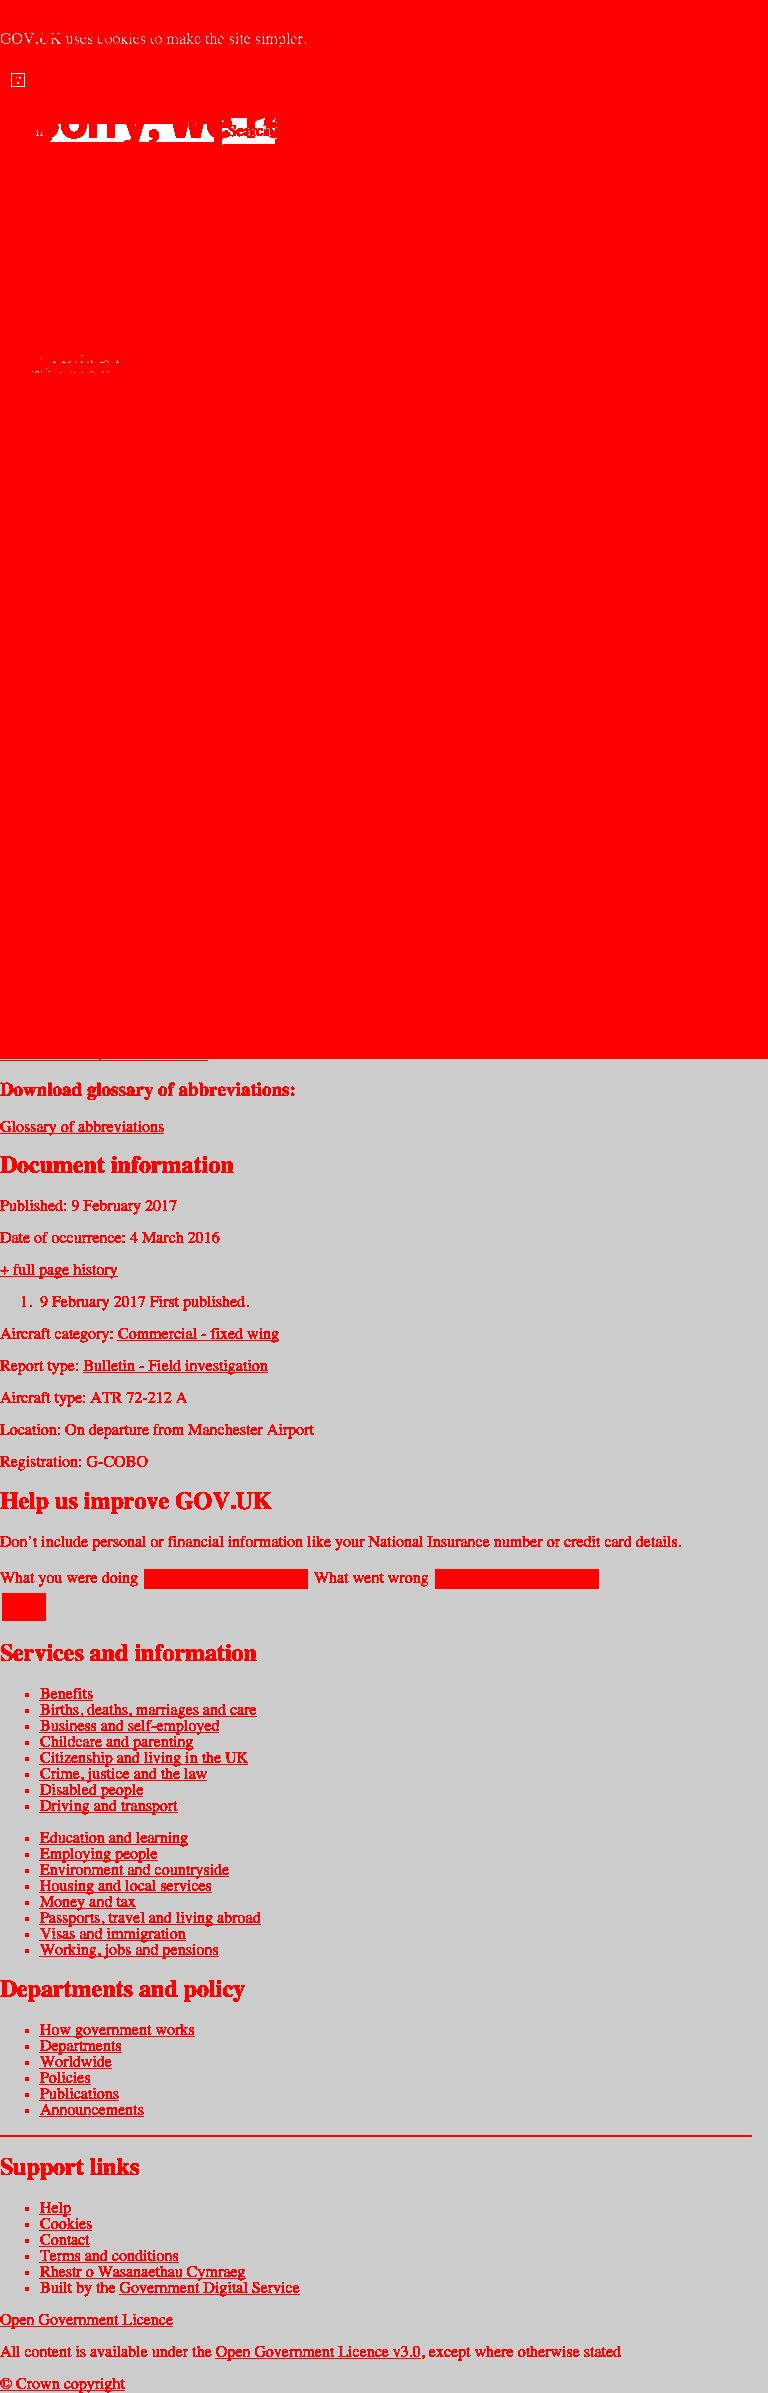 GOV.UK uses cookies to make the site simpler.
Search
Download glossary of abbreviations:
Glossary of abbreviations
Document information
Published: 9 February 2017
Date of occurrence: 4 March 2016
+ full page history
1. 9 February 2017 First published.
Aircraft category: Commercial - fixed wing
Report type: Bulletin - Field investigation
Aircraft type: ATR 72-212 A
Location: On departure from Manchester Airport
Registration: G-COBO
Help us improve GOV.UK
Don't include personal or financial information like your National Insurance number or credit card details.
What you were doing What went wrong
Services and information
Benefits
Births, deaths, marriages and care
Business and self-employed
Childcare and parenting
Citizenship and living in the UK
Crime, justice and the law
Disabled people
Driving and transport
Education and learning
Employing people
Environment and countryside
Housing and local services
Money and tax
Passports, travel and living abroad
Visas and immigration
Working, jobs and pensions
Departments and policy
How government works
Departments
Worldwide
Policies
Publications
Announcements
Support links
Help
Cookies
Contact
Terms and conditions
Rhestr o Wasanaethau Cymraeg
Built by the Government Digital Service
Open Government Licence
All content is available under the Open Government Licence v3.0, except where otherwise stated
© Crown copyright